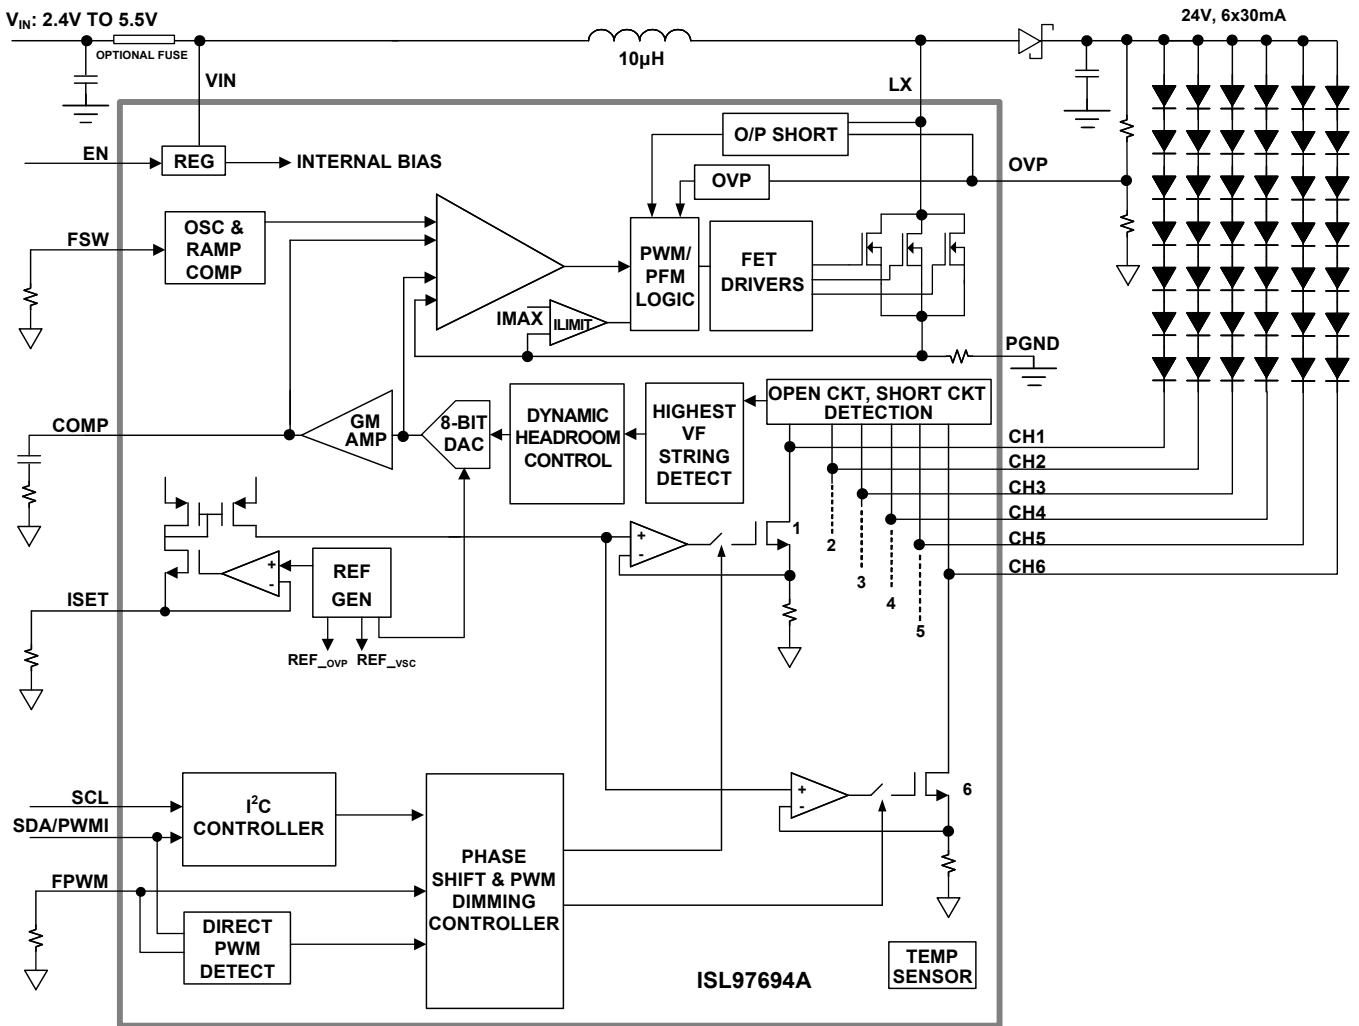 V_IN: 2.4V TO 5.5V
24V, 6x30mA
OPTIONAL FUSE
10µH
VIN
LX
O/P SHORT
EN
REG
INTERNAL BIAS
OVP
OVP
OSC &
RAMP
COMP
FSW
PWM/
PFM
LOGIC
FET
DRIVERS
IMAX
ILIMIT
PGND
OPEN CKT, SHORT CKT
DETECTION
COMP
GM
AMP
8-BIT
DAC
DYNAMIC
HEADROOM
CONTROL
HIGHEST
VF
STRING
DETECT
CH1
CH2
CH3
CH4
CH5
CH6
1
2
3
4
5
+
-
+
-
REF
GEN
ISET
REF_OVP
REF_VSC
SCL
SDA/PWMI
I²C
CONTROLLER
+
-
6
FPWM
PHASE
SHIFT & PWM
DIMMING
CONTROLLER
DIRECT
PWM
DETECT
TEMP
SENSOR
ISL97694A